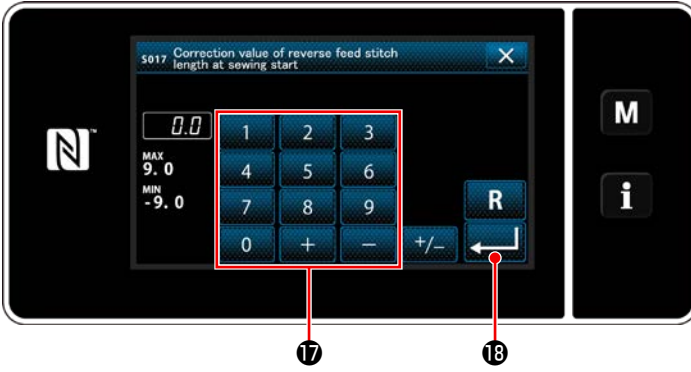 S017 Correction value of reverse feed stitch
length at sewing start
X
0.0
MAX
9.0
MIN
-9.0
1 2 3
4 5 6
7 8 9
0 + − +/−
R
M
i
N
™
⓱ ⓲